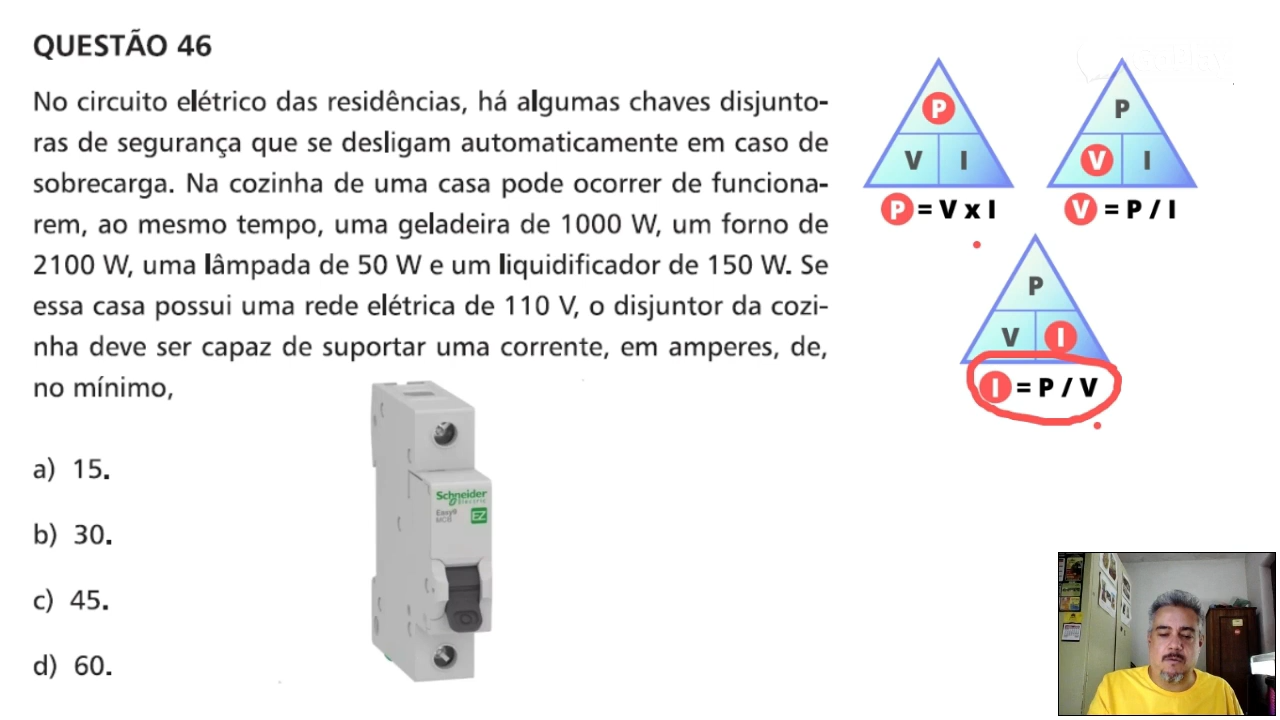 QUESTÃO 46
No circuito elétrico das residências, há algumas chaves disjunto-
ras de segurança que se desligam automaticamente em caso de
sobrecarga. Na cozinha de uma casa pode ocorrer de funciona-
rem, ao mesmo tempo, uma geladeira de 1000 W, um forno de
2100 W, uma lâmpada de 50 W e um liquidificador de 150 W. Se
essa casa possui uma rede elétrica de 110 V, o disjuntor da cozi-
nha deve ser capaz de suportar uma corrente, em amperes, de,
no mínimo,
a) 15.
b) 30.
c) 45.
d) 60.
Schneider
Electric
Easy9
MCB
EZ
P
V I
P = V x I
P
V I
V = P / I
P
V I
I = P / V